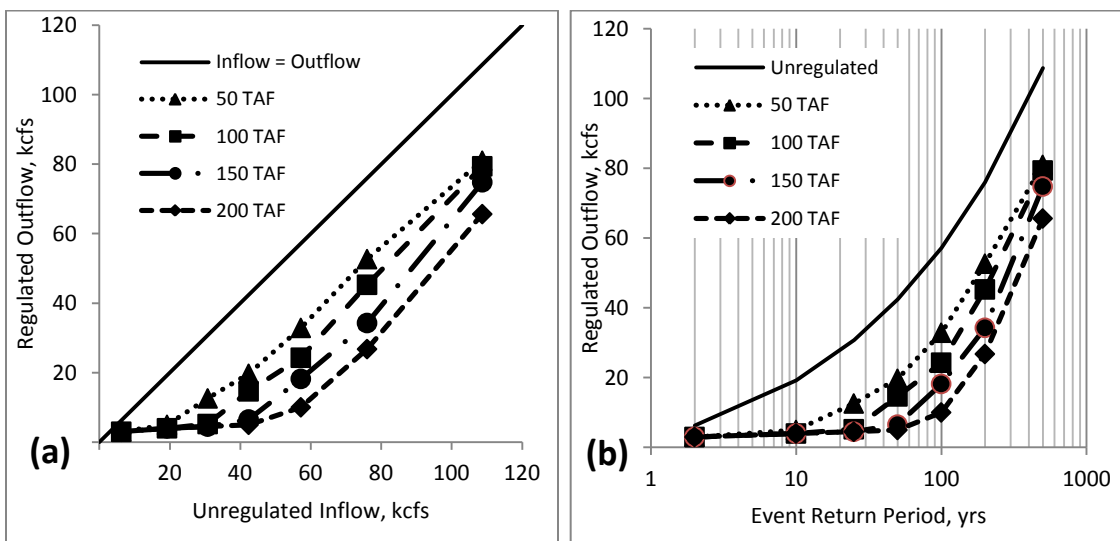 120
100
80
60
40
20
0
Regulated Outflow, kcfs
Inflow = Outflow
50 TAF
100 TAF
150 TAF
200 TAF
(a)
20 40 60 80 100 120
Unregulated Inflow, kcfs
120
100
80
60
40
20
0
Regulated Outflow, kcfs
Unregulated
50 TAF
100 TAF
150 TAF
200 TAF
(b)
1 10 100 1000
Event Return Period, yrs